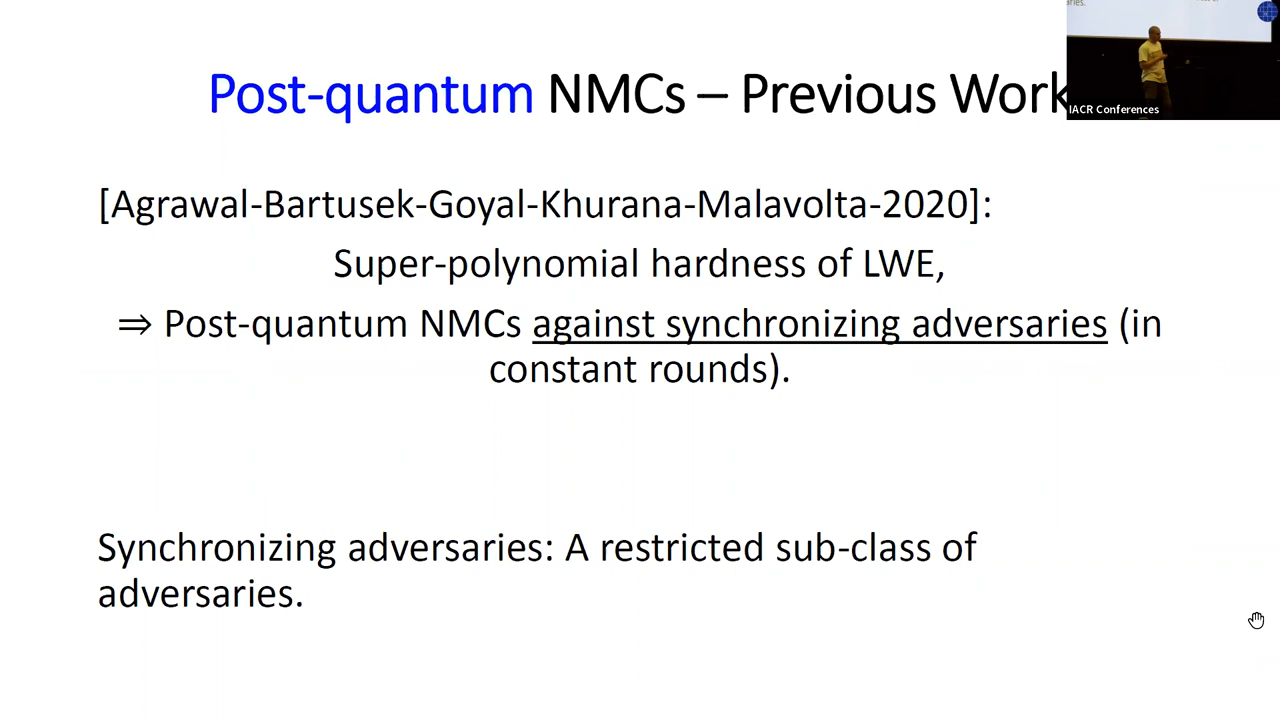 Post-quantum NMCs – Previous Work
aries.
IACR Conferences
[Agrawal-Bartusek-Goyal-Khurana-Malavolta-2020]:
Super-polynomial hardness of LWE,
⇒ Post-quantum NMCs against synchronizing adversaries (in
constant rounds).
Synchronizing adversaries: A restricted sub-class of
adversaries.